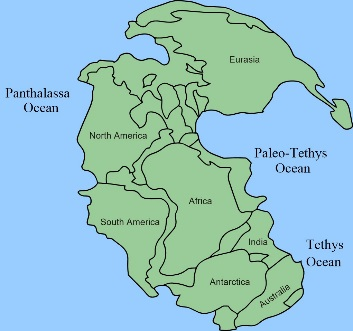 Eurasia
Panthalassa
Ocean
North America
Paleo-Tethys
Ocean
Africa
South America
India
Tethys
Ocean
Antarctica
Australia